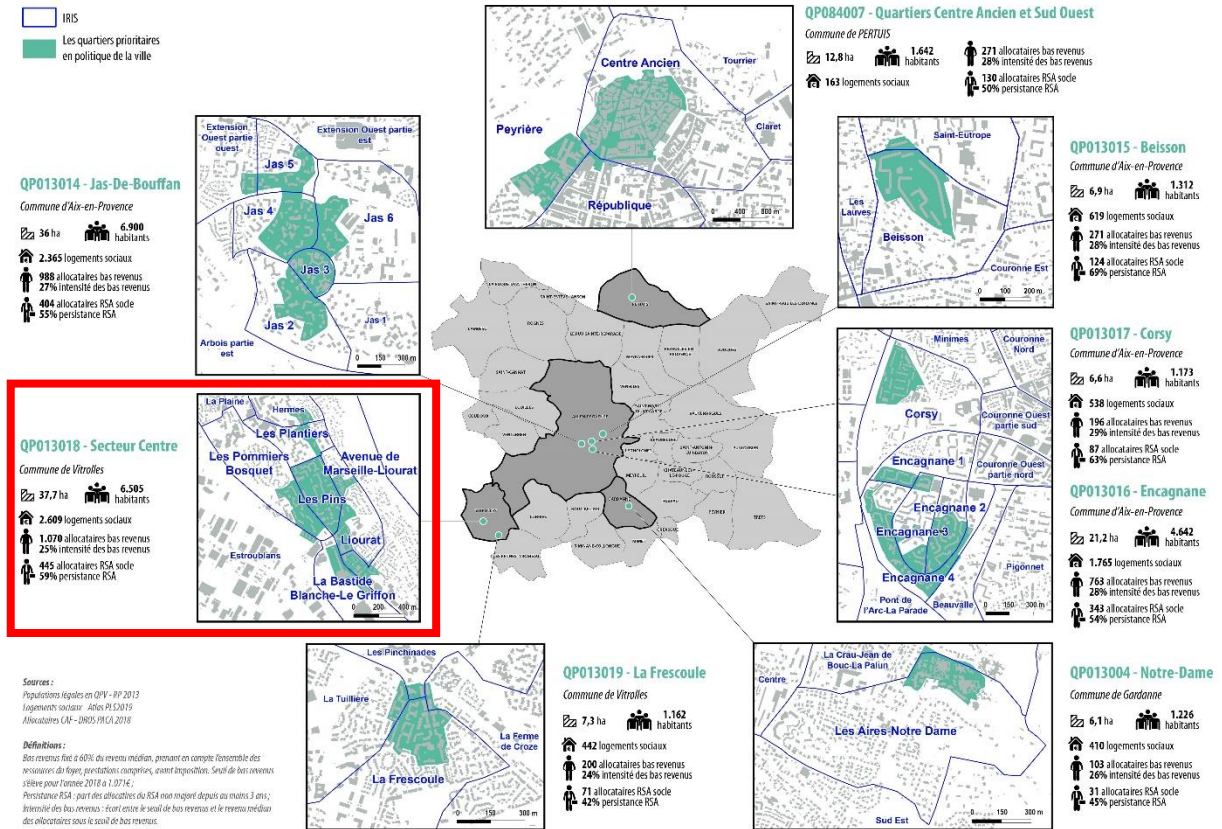 IRIS
Les quartiers prioritaires
en politique de la ville
Centre Ancien
Tourrier
Peyrière
Claret
République
0 400 800 m
QP084007 - Quartiers Centre Ancien et Sud Ouest
Commune de PERTUIS
12,8 ha
1.642
habitants
163 logements sociaux
271 allocataires bas revenus
28% intensité des bas revenus
130 allocataires RSA socle
50% persistance RSA
QP013014 - Jas-De-Bouffan
Commune d'Aix-en-Provence
36 ha
6.900
habitants
2.365 logements sociaux
988 allocataires bas revenus
27% intensité des bas revenus
404 allocataires RSA socle
55% persistance RSA
Extension
Ouest partie
ouest
Extension Ouest partie
est
Jas 5
Jas 4
Jas 6
Jas 3
Jas 2
Jas 1
Arbois partie
est
0 150 300 m
Saint-Eutrope
Les
Lauves
Beisson
Couronne Est
0 100 200 m
QP013015 - Beisson
Commune d'Aix-en-Provence
6,9 ha
1.312
habitants
619 logements sociaux
271 allocataires bas revenus
28% intensité des bas revenus
124 allocataires RSA socle
69% persistance RSA
QP013018 - Secteur Centre
Commune de Vitrolles
37,7 ha
6.505
habitants
2.609 logements sociaux
1.070 allocataires bas revenus
25% intensité des bas revenus
445 allocataires RSA socle
59% persistance RSA
La Plaine
Hermes
Les Plantiers
Les Pommiers
Bosquet
Avenue de
Marseille-Liourat
Les Pins
Liourat
Estroublans
La Bastide
Blanche-Le Griffon
0 200 400 m
Minimes
Couronne
Nord
Corsy
Couronne Ouest
partie sud
Encagnane 1
Couronne Ouest
partie nord
Encagnane 2
Encagnane 3
Encagnane 4
Pigonnet
Pont de
l'Arc-La Parade
Beauvalle
0 150 300 m
QP013017 - Corsy
Commune d'Aix-en-Provence
6,6 ha
1.173
habitants
538 logements sociaux
196 allocataires bas revenus
29% intensité des bas revenus
87 allocataires RSA socle
63% persistance RSA
QP013016 - Encagnane
Commune d'Aix-en-Provence
21,2 ha
4.642
habitants
1.765 logements sociaux
763 allocataires bas revenus
28% intensité des bas revenus
343 allocataires RSA socle
54% persistance RSA
Les Pinchinades
La Tuillière
La Ferme
de Croze
La Frescoule
0 150 300 m
QP013019 - La Frescoule
Commune de Vitrolles
7,3 ha
1.162
habitants
442 logements sociaux
200 allocataires bas revenus
24% intensité des bas revenus
71 allocataires RSA socle
42% persistance RSA
La Crau-Jean de
Bouc-La Palun
Centre
Les Aires-Notre Dame
Sud Est
0 150 300 m
QP013004 - Notre-Dame
Commune de Gardanne
6,1 ha
1.226
habitants
410 logements sociaux
103 allocataires bas revenus
26% intensité des bas revenus
31 allocataires RSA socle
45% persistance RSA
Sources :
Populations légales en QPV - RP 2013
Logements sociaux Atlas PLS2019
Allocataires CAF - DROS PACA 2018
Définitions :
Bas revenus fixé à 60% du revenu médian, prenant en compte l'ensemble des
ressources du foyer, prestations comprises, avant imposition. Seuil de bas revenus
s'élève pour l'année 2018 à 1.071€ ;
Persistance RSA : part des allocatires du RSA non majoré depuis au moins 3 ans ;
Intensité des bas revenus : écart entre le seuil de bas revenus et le revenu médian
des allocataires sous le seuil de bas revenus.